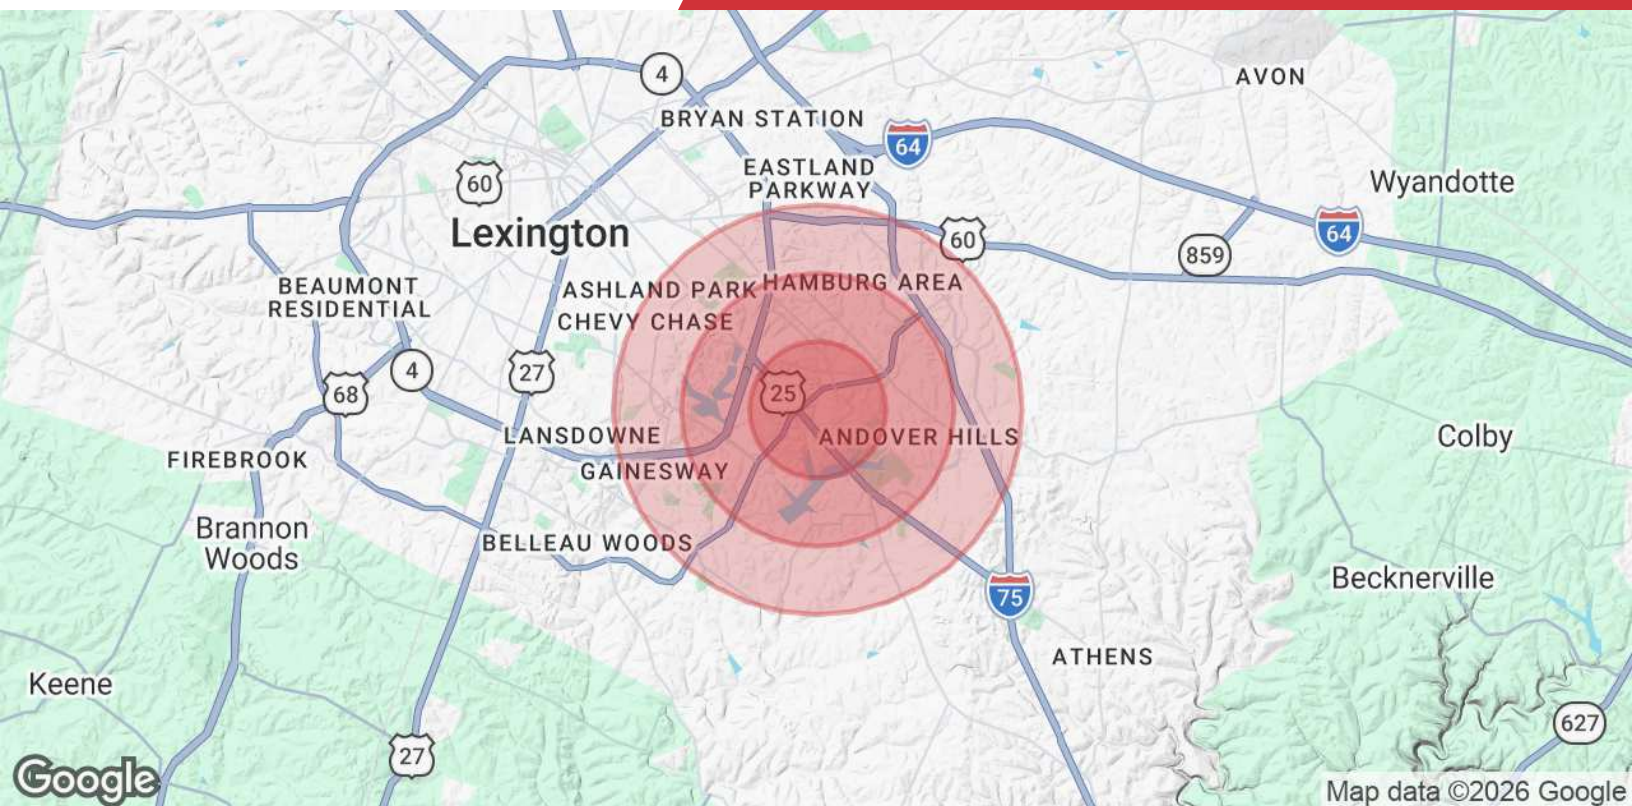 4
AVON
BRYAN STATION
64
EASTLAND
PARKWAY
60
Wyandotte
Lexington
60
64
859
BEAUMONT
RESIDENTIAL
ASHLAND PARK
HAMBURG AREA
CHEVY CHASE
4
27
68
25
LANSDOWNE
ANDOVER HILLS
Colby
FIREBROOK
GAINESWAY
Brannon
Woods
BELLEAU WOODS
Becknerville
75
ATHENS
Keene
627
27
Google
Map data ©2026 Google